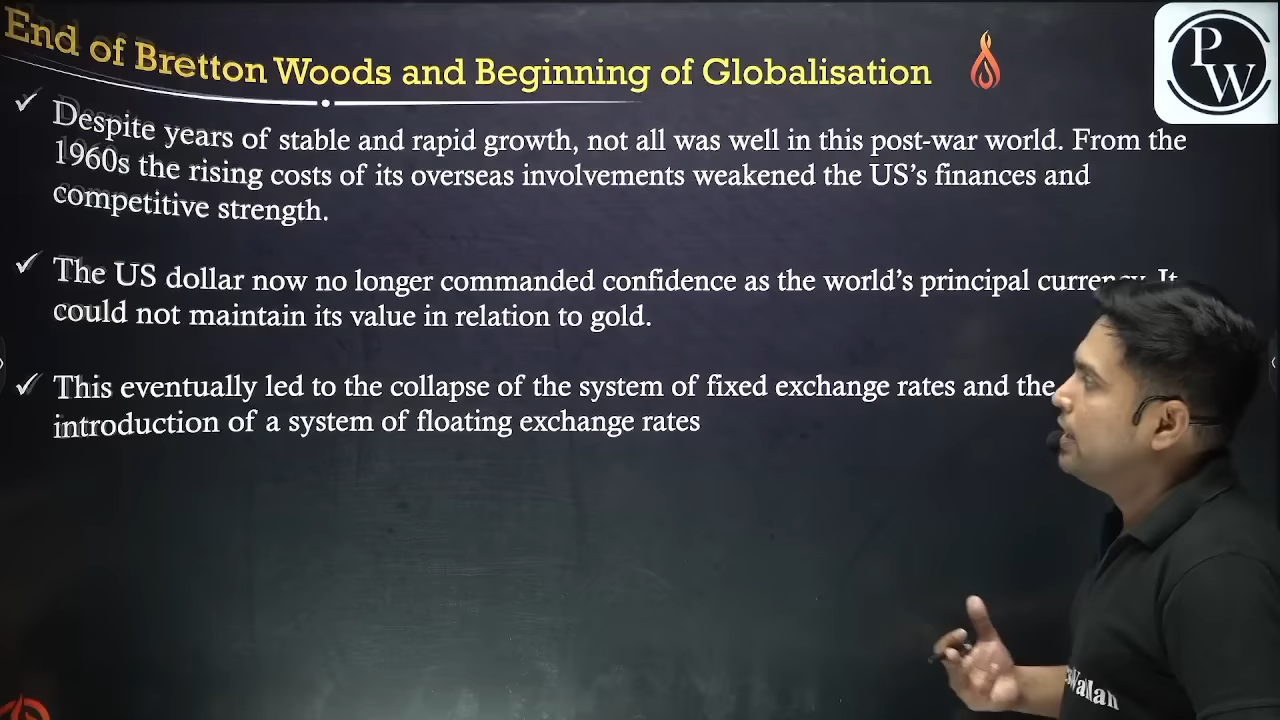 End of Bretton Woods and Beginning of Globalisation
PW
Despite years of stable and rapid growth, not all was well in this post-war world. From the
1960s the rising costs of its overseas involvements weakened the US’s finances and
competitive strength.
The US dollar now no longer commanded confidence as the world’s principal currency. It
could not maintain its value in relation to gold.
This eventually led to the collapse of the system of fixed exchange rates and the
introduction of a system of floating exchange rates